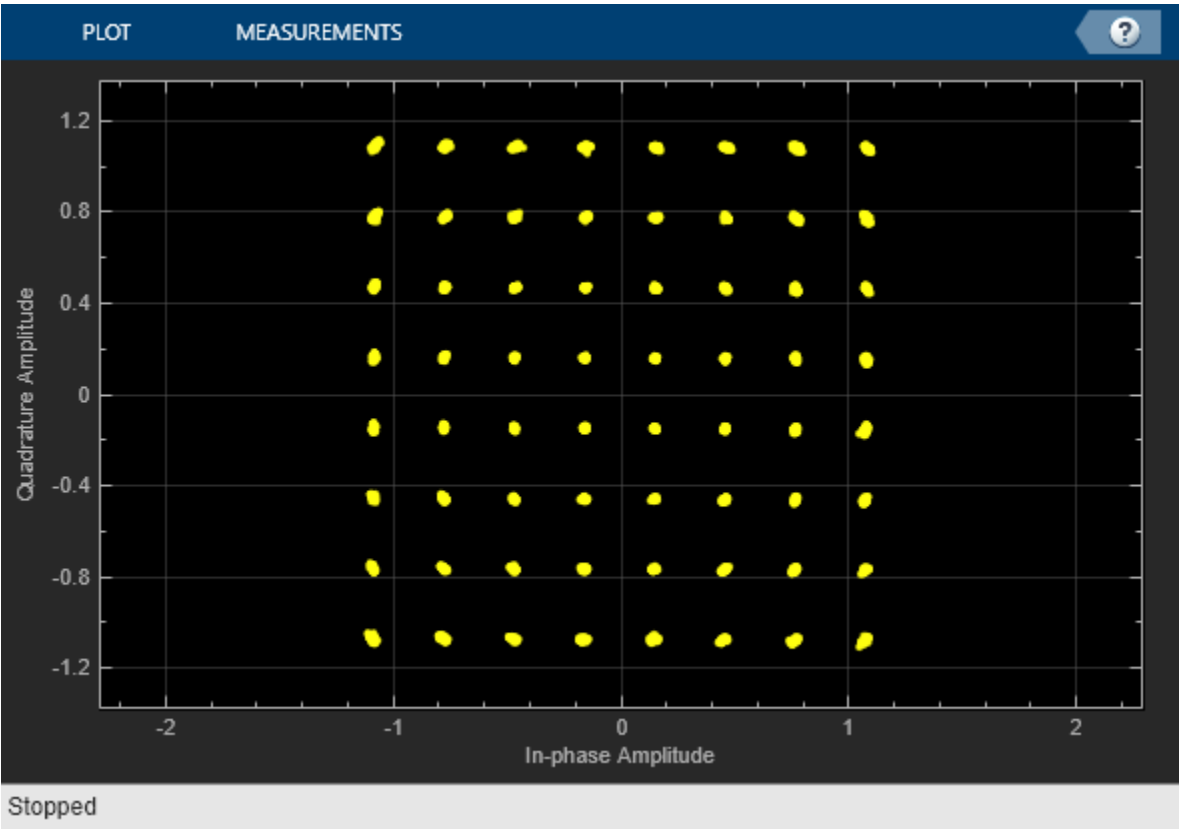 PLOT MEASUREMENTS ?
1.2
0.8
0.4
0
-0.4
-0.8
-1.2
Quadrature Amplitude
-2 -1 0 1 2
In-phase Amplitude
Stopped